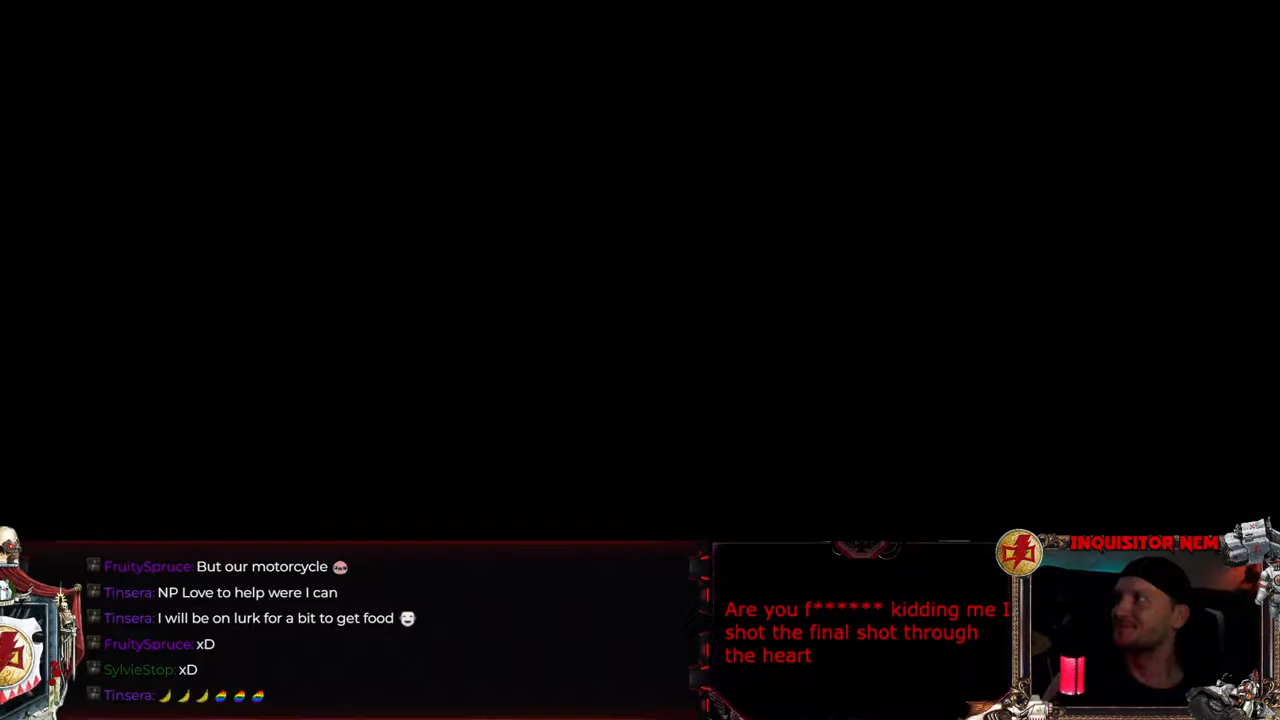 FruitySpruce: But our motorcycle
Tinsera: NP Love to help were I can
Tinsera: I will be on lurk for a bit to get food
FruitySpruce: xD
SylvieStop: xD
Tinsera:
Are you f****** kidding me I
shot the final shot through
the heart
INQUISITOR NEM